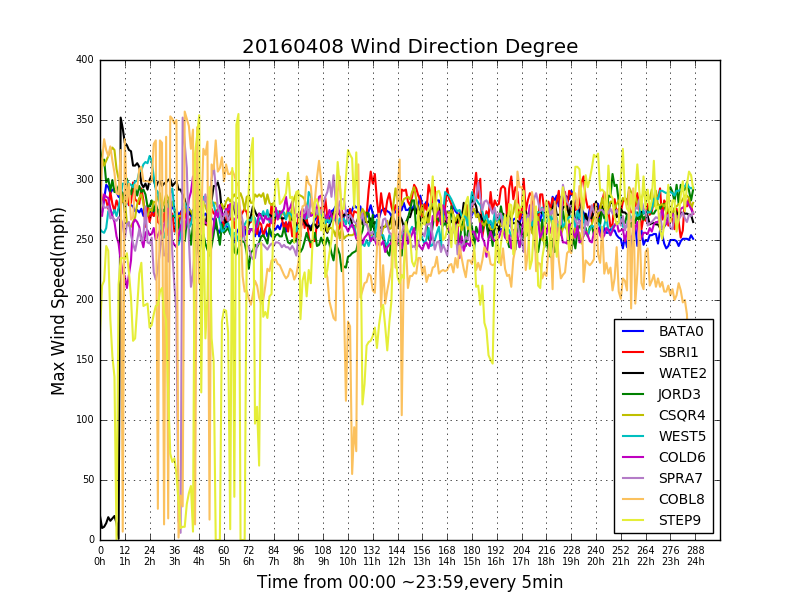 20160408 Wind Direction Degree
400
350
300
250
200
150
100
50
0
Max Wind Speed(mph)
BATA0
SBRI1
WATE2
JORD3
CSQR4
WEST5
COLD6
SPRA7
COBL8
STEP9
0 12 24 36 48 60 72 84 96 108 120 132 144 156 168 180 192 204 216 228 240 252 264 276 288
0h 1h 2h 3h 4h 5h 6h 7h 8h 9h 10h 11h 12h 13h 14h 15h 16h 17h 18h 19h 20h 21h 22h 23h 24h
Time from 00:00 ~23:59,every 5min